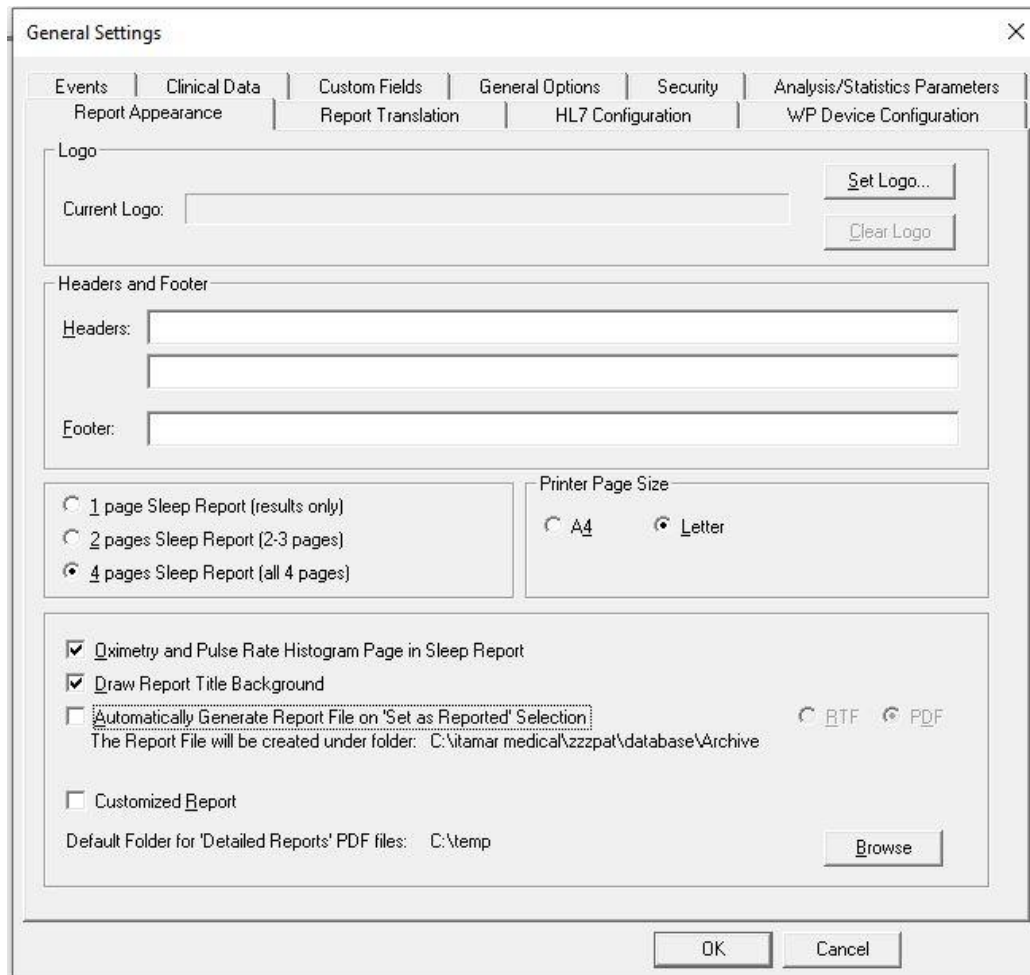 General Settings
Events Clinical Data Custom Fields General Options Security Analysis/Statistics Parameters
Report Appearance Report Translation HL7 Configuration WP Device Configuration
Logo
Set Logo...
Current Logo:
Clear Logo
Headers and Footer
Headers:
Footer:
Printer Page Size
1 page Sleep Report (results only)
A4 Letter
2 pages Sleep Report (2-3 pages)
4 pages Sleep Report (all 4 pages)
Oximetry and Pulse Rate Histogram Page in Sleep Report
Draw Report Title Background
Automatically Generate Report File on 'Set as Reported' Selection RTF PDF
The Report File will be created under folder: C:\itamar medical\zzzpat\database\Archive
Customized Report
Default Folder for 'Detailed Reports' PDF files: C:\temp
Browse
OK Cancel